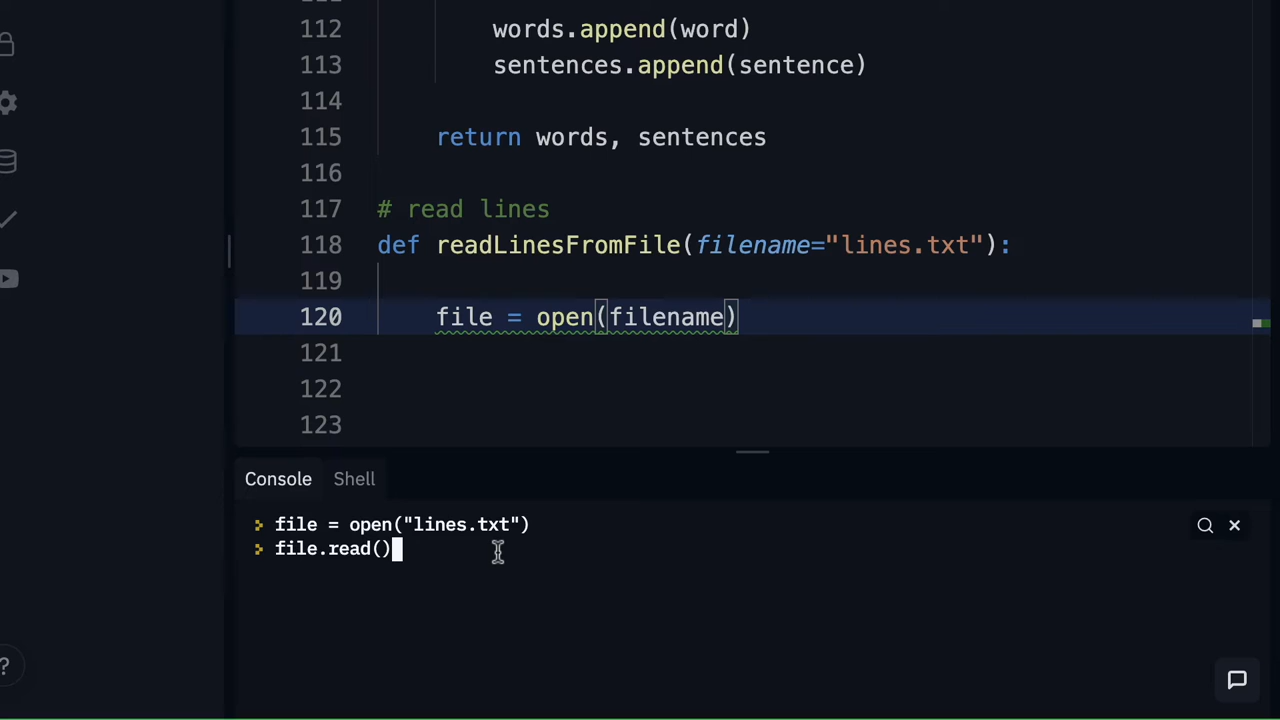 112 words.append(word)
113 sentences.append(sentence)
114
115 return words, sentences
116
117 # read lines
118 def readLinesFromFile(filename="lines.txt"):
119
120 file = open(filename)
121
122
123
Console Shell
file = open("lines.txt")
file.read()
?